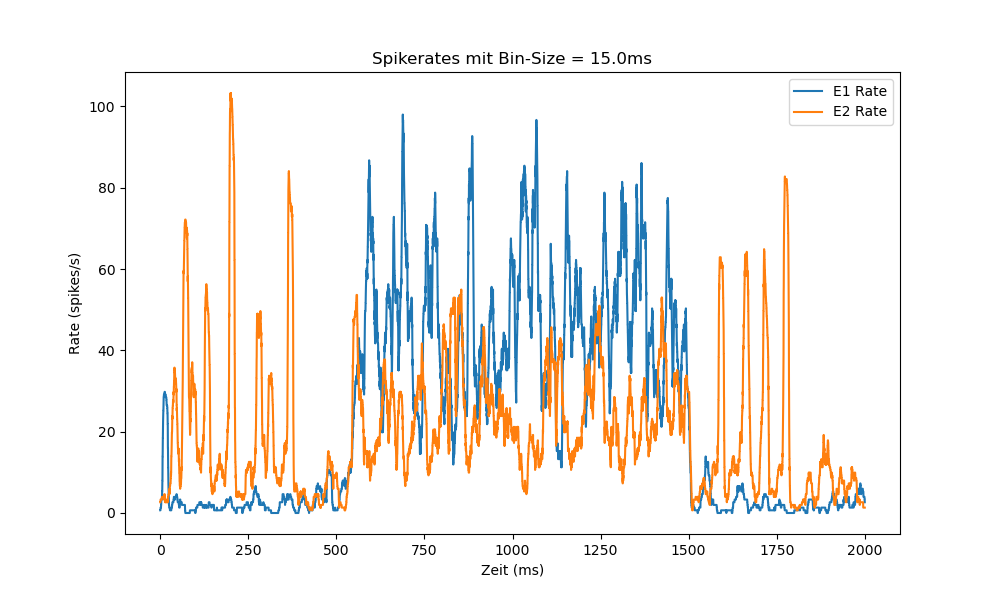 Spikerates mit Bin-Size = 15.0ms
E1 Rate
E2 Rate
Rate (spikes/s)
100
80
60
40
20
0
0 250 500 750 1000 1250 1500 1750 2000
Zeit (ms)